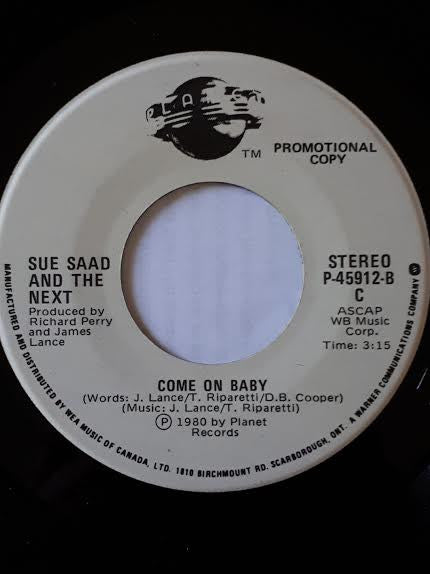 PLANET
TM
PROMOTIONAL
COPY
SUE SAAD
AND THE
NEXT
Produced by
Richard Perry
and James
Lance
STEREO
P-45912-B
C
ASCAP
WB Music
Corp.
Time: 3:15
COME ON BABY
(Words: J. Lance/T. Riparetti/D.B. Cooper)
(Music: J. Lance/T. Riparetti)
Ⓟ 1980 by Planet
Records
MANUFACTURED AND DISTRIBUTED BY WEA MUSIC OF CANADA, LTD. 1810 BIRCHMOUNT RD. SCARBOROUGH, ONT. A WARNER COMMUNICATIONS COMPANY